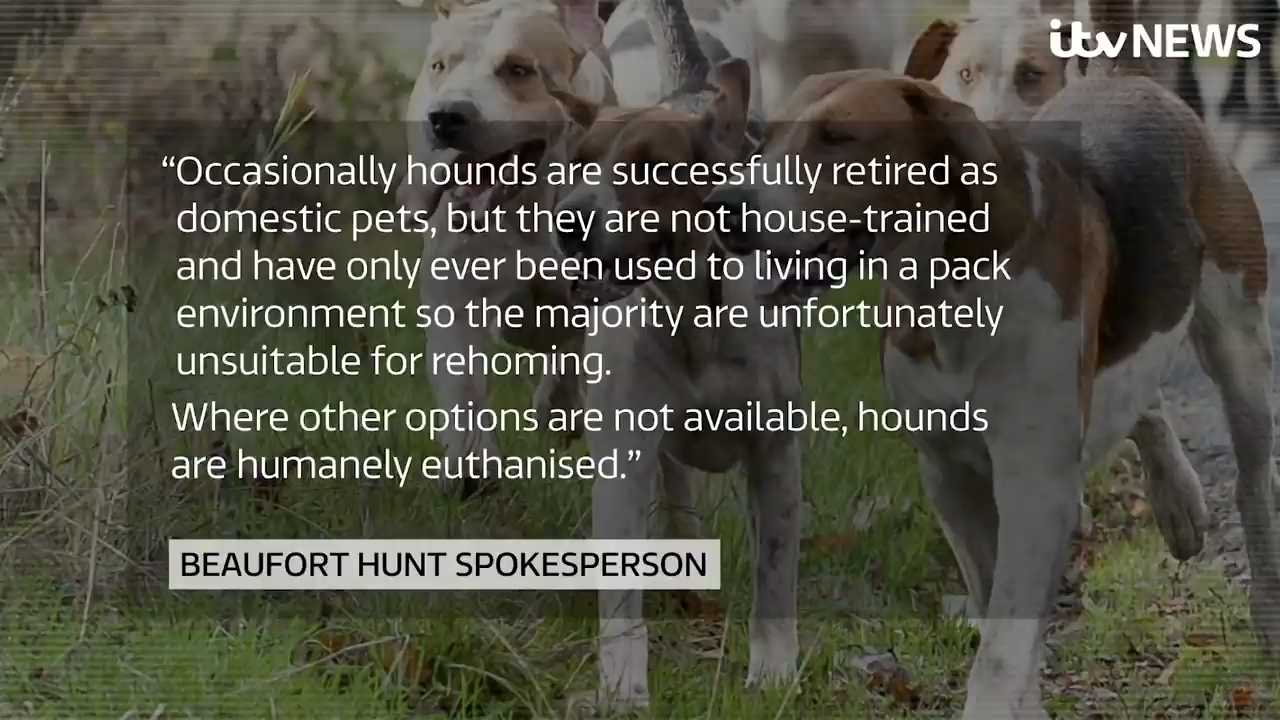 itv NEWS
“Occasionally hounds are successfully retired as
domestic pets, but they are not house-trained
and have only ever been used to living in a pack
environment so the majority are unfortunately
unsuitable for rehoming.
Where other options are not available, hounds
are humanely euthanised.”
BEAUFORT HUNT SPOKESPERSON